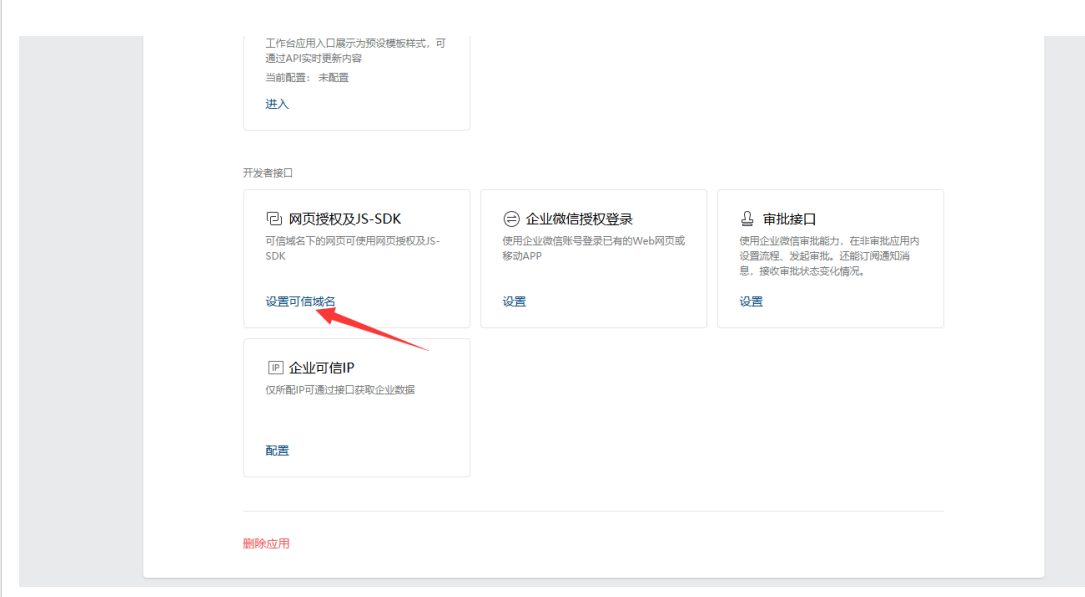 工作台应用入口展示为预设模板样式，可
通过API实时更新内容
当前配置： 未配置
进入
开发者接口
网页授权及JS-SDK
可信域名下的网页可使用网页授权及JS-
SDK
设置可信域名
企业微信授权登录
使用企业微信账号登录已有的Web网页或
移动APP
设置
审批接口
使用企业微信审批能力，在非审批应用内
设置流程、发起审批。还能订阅通知消
息，接收审批状态变化情况。
设置
IP 企业可信IP
仅所配IP可通过接口获取企业数据
配置
删除应用